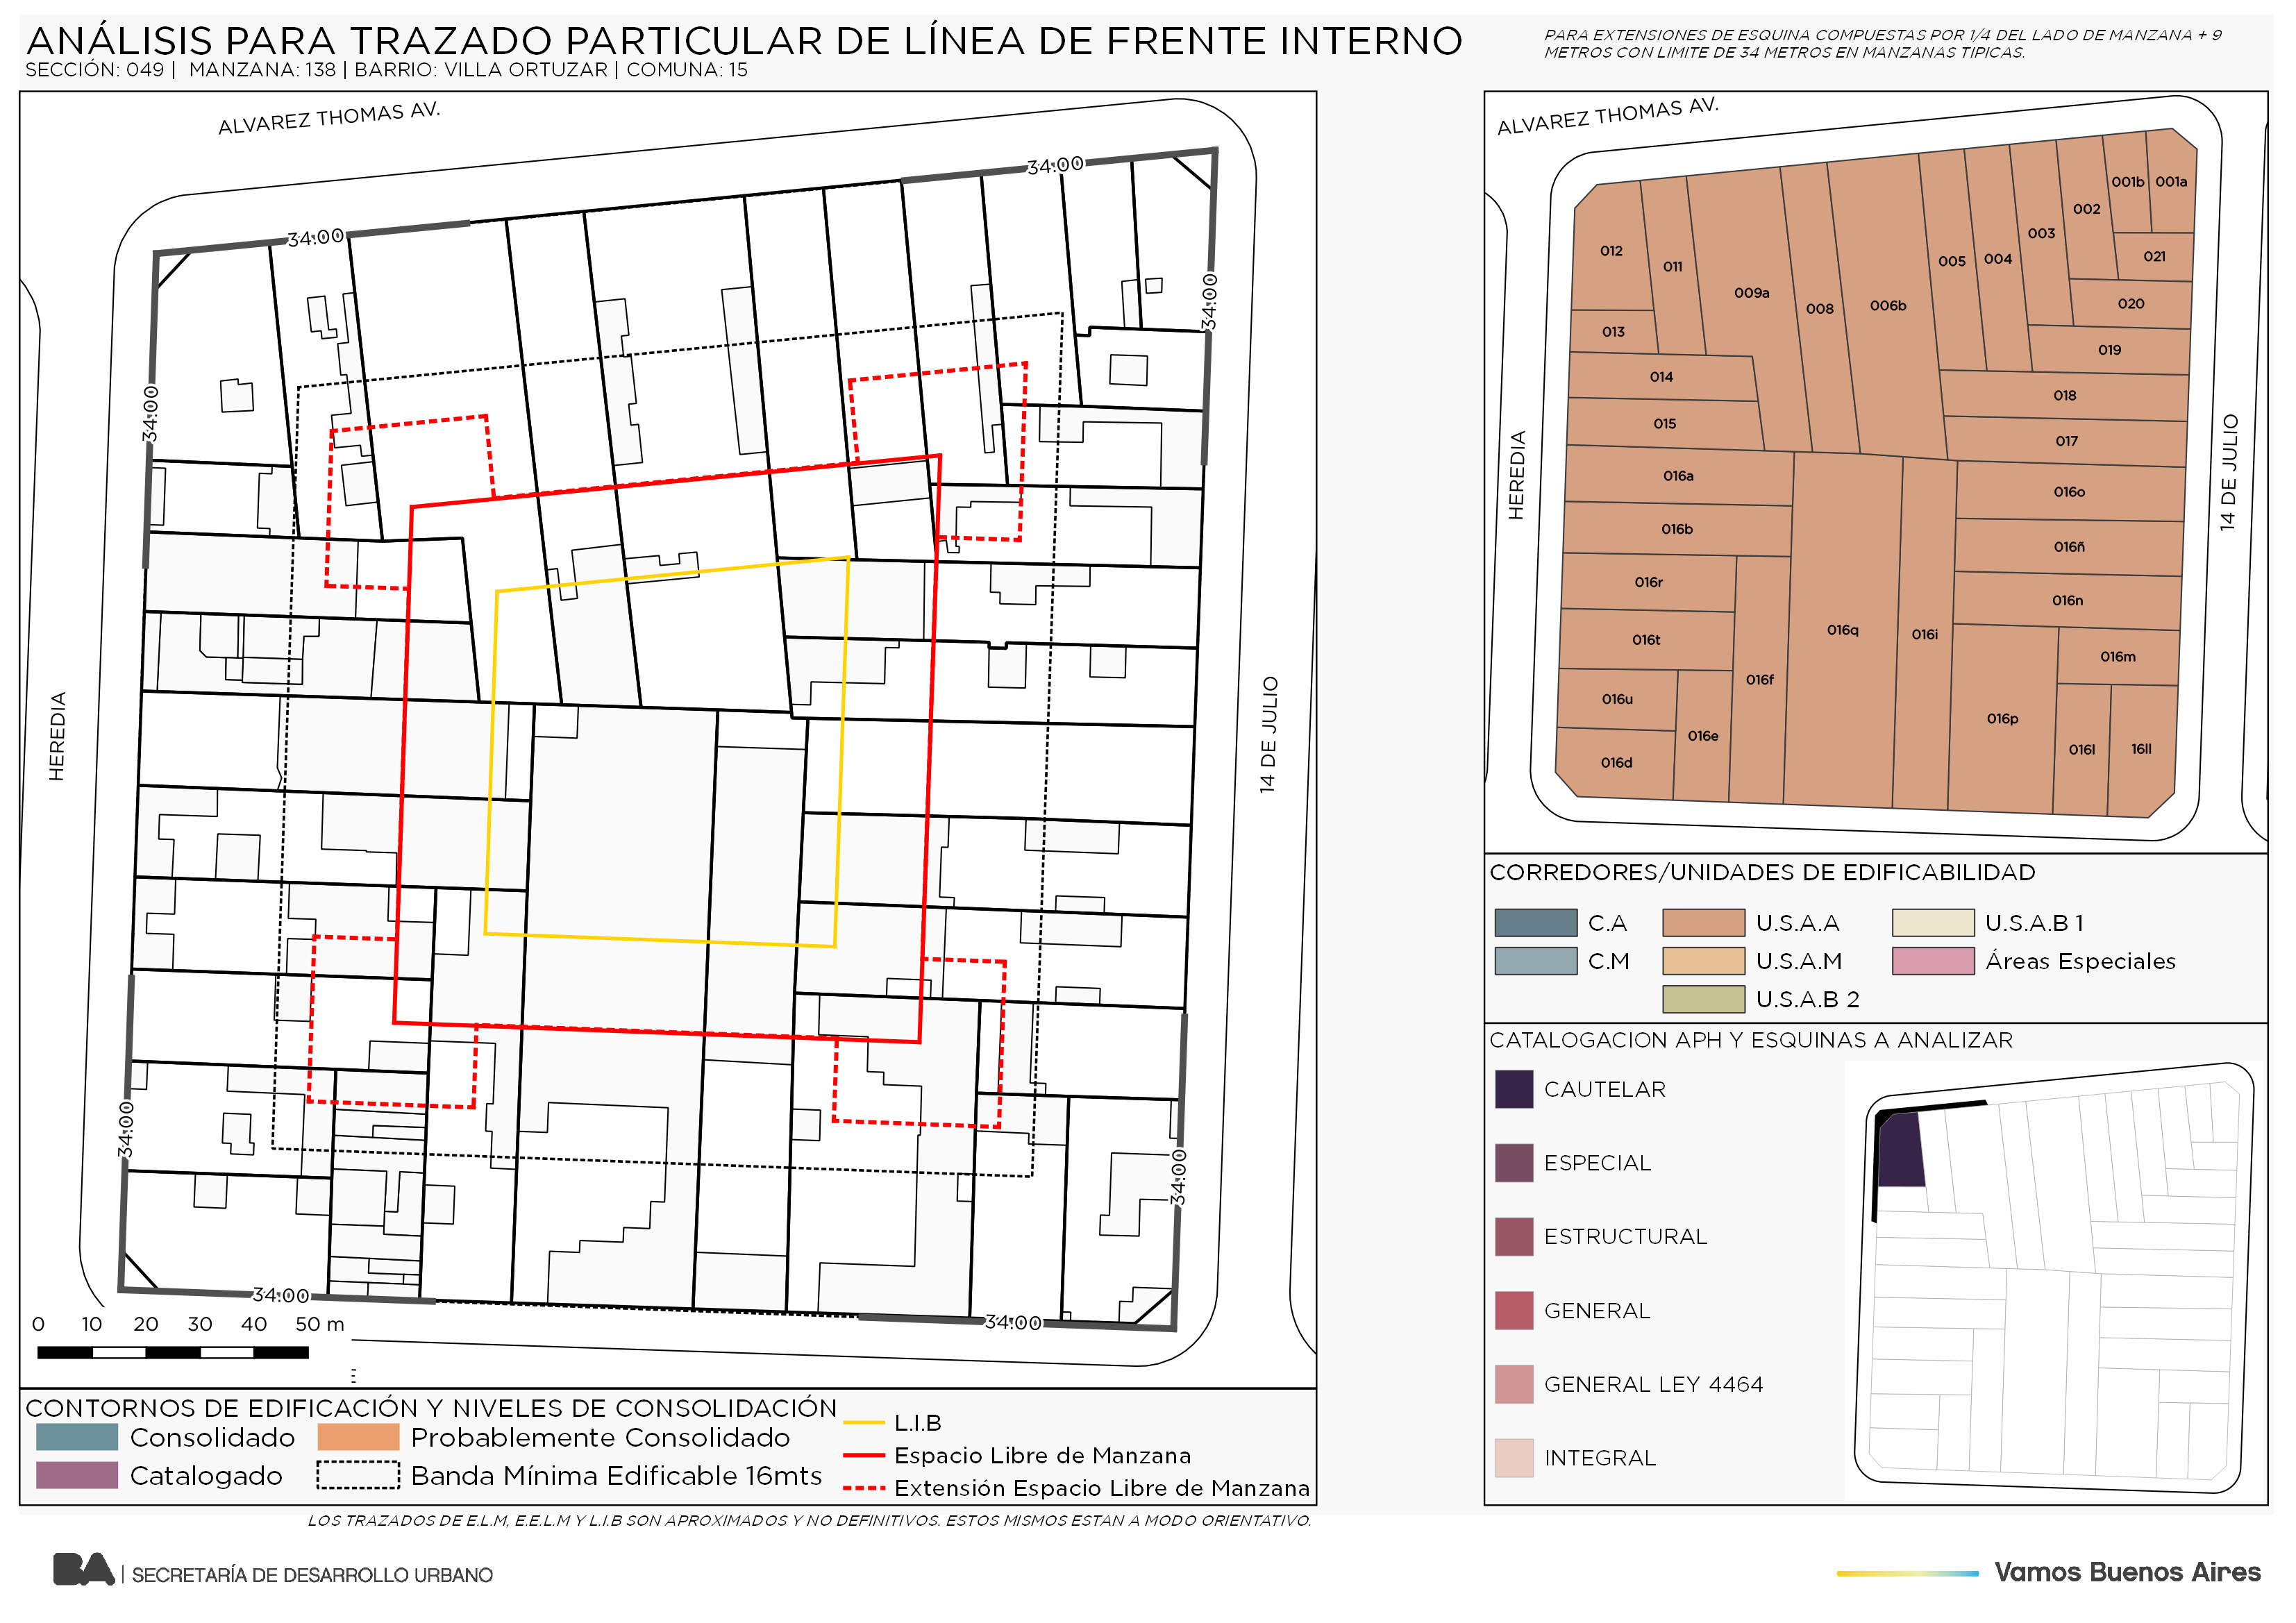 ANÁLISIS PARA TRAZADO PARTICULAR DE LÍNEA DE FRENTE INTERNO
SECCIÓN: 049 | MANZANA: 138 | BARRIO: VILLA ORTUZAR | COMUNA: 15
PARA EXTENSIONES DE ESQUINA COMPUESTAS POR 1/4 DEL LADO DE MANZANA + 9
METROS CON LIMITE DE 34 METROS EN MANZANAS TIPICAS.
ALVAREZ THOMAS AV.
34:00
34:00
34:00
34:00
HEREDIA
14 DE JULIO
34:00
34:00
34:00
34:00
0 10 20 30 40 50 m
CONTORNOS DE EDIFICACIÓN Y NIVELES DE CONSOLIDACIÓN
Consolidado
Probablemente Consolidado
Catalogado
Banda Mínima Edificable 16mts
L.I.B
Espacio Libre de Manzana
Extensión Espacio Libre de Manzana
LOS TRAZADOS DE E.L.M, E.E.L.M Y L.I.B SON APROXIMADOS Y NO DEFINITIVOS. ESTOS MISMOS ESTAN A MODO ORIENTATIVO.
ALVAREZ THOMAS AV.
HEREDIA
14 DE JULIO
001b
001a
002
003
021
012
011
005
004
009a
006b
020
008
013
019
014
018
015
017
016a
016o
016b
016ñ
016r
016n
016q
016i
016t
016m
016f
016u
016p
016e
016l
16ll
016d
CORREDORES/UNIDADES DE EDIFICABILIDAD
C.A
U.S.A.A
U.S.A.B 1
C.M
U.S.A.M
Áreas Especiales
U.S.A.B 2
CATALOGACION APH Y ESQUINAS A ANALIZAR
CAUTELAR
ESPECIAL
ESTRUCTURAL
GENERAL
GENERAL LEY 4464
INTEGRAL
BA | SECRETARÍA DE DESARROLLO URBANO
Vamos Buenos Aires